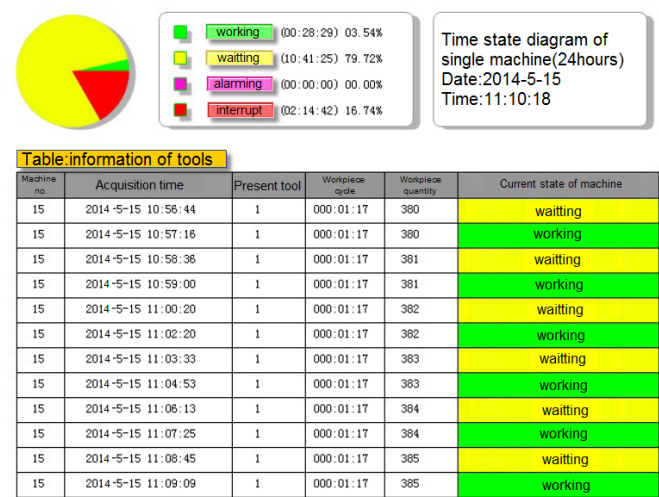 working (00:28:29) 03.54%
waitting (10:41:25) 79.72%
alarming (00:00:00) 00.00%
interrupt (02:14:42) 16.74%
Time state diagram of
single machine(24hours)
Date:2014-5-15
Time:11:10:18
Table:information of tools
Machine no. Acquisition time Present tool Workpiece cycle Workpiece quantity Current state of machine
15 2014-5-15 10:56:44 1 000:01:17 380 waitting
15 2014-5-15 10:57:16 1 000:01:17 380 working
15 2014-5-15 10:58:36 1 000:01:17 381 waitting
15 2014-5-15 10:59:00 1 000:01:17 381 working
15 2014-5-15 11:00:20 1 000:01:17 382 waitting
15 2014-5-15 11:02:20 1 000:01:17 382 working
15 2014-5-15 11:03:33 1 000:01:17 383 waitting
15 2014-5-15 11:04:53 1 000:01:17 383 working
15 2014-5-15 11:06:13 1 000:01:17 384 waitting
15 2014-5-15 11:07:25 1 000:01:17 384 working
15 2014-5-15 11:08:45 1 000:01:17 385 waitting
15 2014-5-15 11:09:09 1 000:01:17 385 working